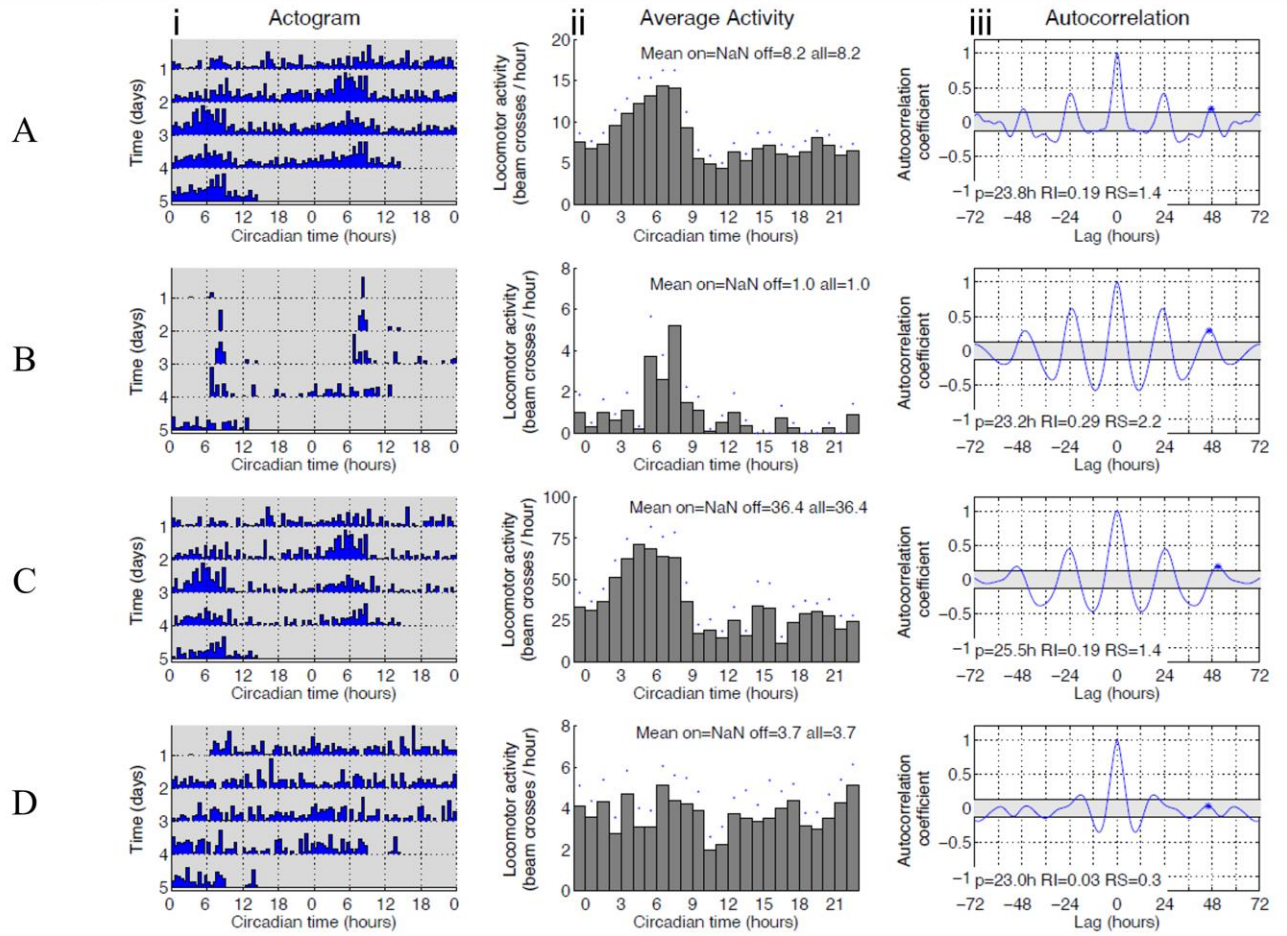 i Actogram ii Average Activity iii Autocorrelation
A
Time (days)
1
2
3
4
5
0 6 12 18 0 6 12 18 0
Circadian time (hours)
Locomotor activity
(beam crosses / hour)
20
15
10
5
0
Mean on=NaN off=8.2 all=8.2
0 3 6 9 12 15 18 21
Circadian time (hours)
Autocorrelation
coefficient
1
0.5
0
−0.5
−1
p=23.8h RI=0.19 RS=1.4
−72 −48 −24 0 24 48 72
Lag (hours)
B
Time (days)
1
2
3
4
5
0 6 12 18 0 6 12 18 0
Circadian time (hours)
Locomotor activity
(beam crosses / hour)
8
6
4
2
0
Mean on=NaN off=1.0 all=1.0
0 3 6 9 12 15 18 21
Circadian time (hours)
Autocorrelation
coefficient
1
0.5
0
−0.5
−1
p=23.2h RI=0.29 RS=2.2
−72 −48 −24 0 24 48 72
Lag (hours)
C
Time (days)
1
2
3
4
5
0 6 12 18 0 6 12 18 0
Circadian time (hours)
Locomotor activity
(beam crosses / hour)
100
75
50
25
0
Mean on=NaN off=36.4 all=36.4
0 3 6 9 12 15 18 21
Circadian time (hours)
Autocorrelation
coefficient
1
0.5
0
−0.5
−1
p=25.5h RI=0.19 RS=1.4
−72 −48 −24 0 24 48 72
Lag (hours)
D
Time (days)
1
2
3
4
5
0 6 12 18 0 6 12 18 0
Circadian time (hours)
Locomotor activity
(beam crosses / hour)
8
6
4
2
0
Mean on=NaN off=3.7 all=3.7
0 3 6 9 12 15 18 21
Circadian time (hours)
Autocorrelation
coefficient
1
0.5
0
−0.5
−1
p=23.0h RI=0.03 RS=0.3
−72 −48 −24 0 24 48 72
Lag (hours)